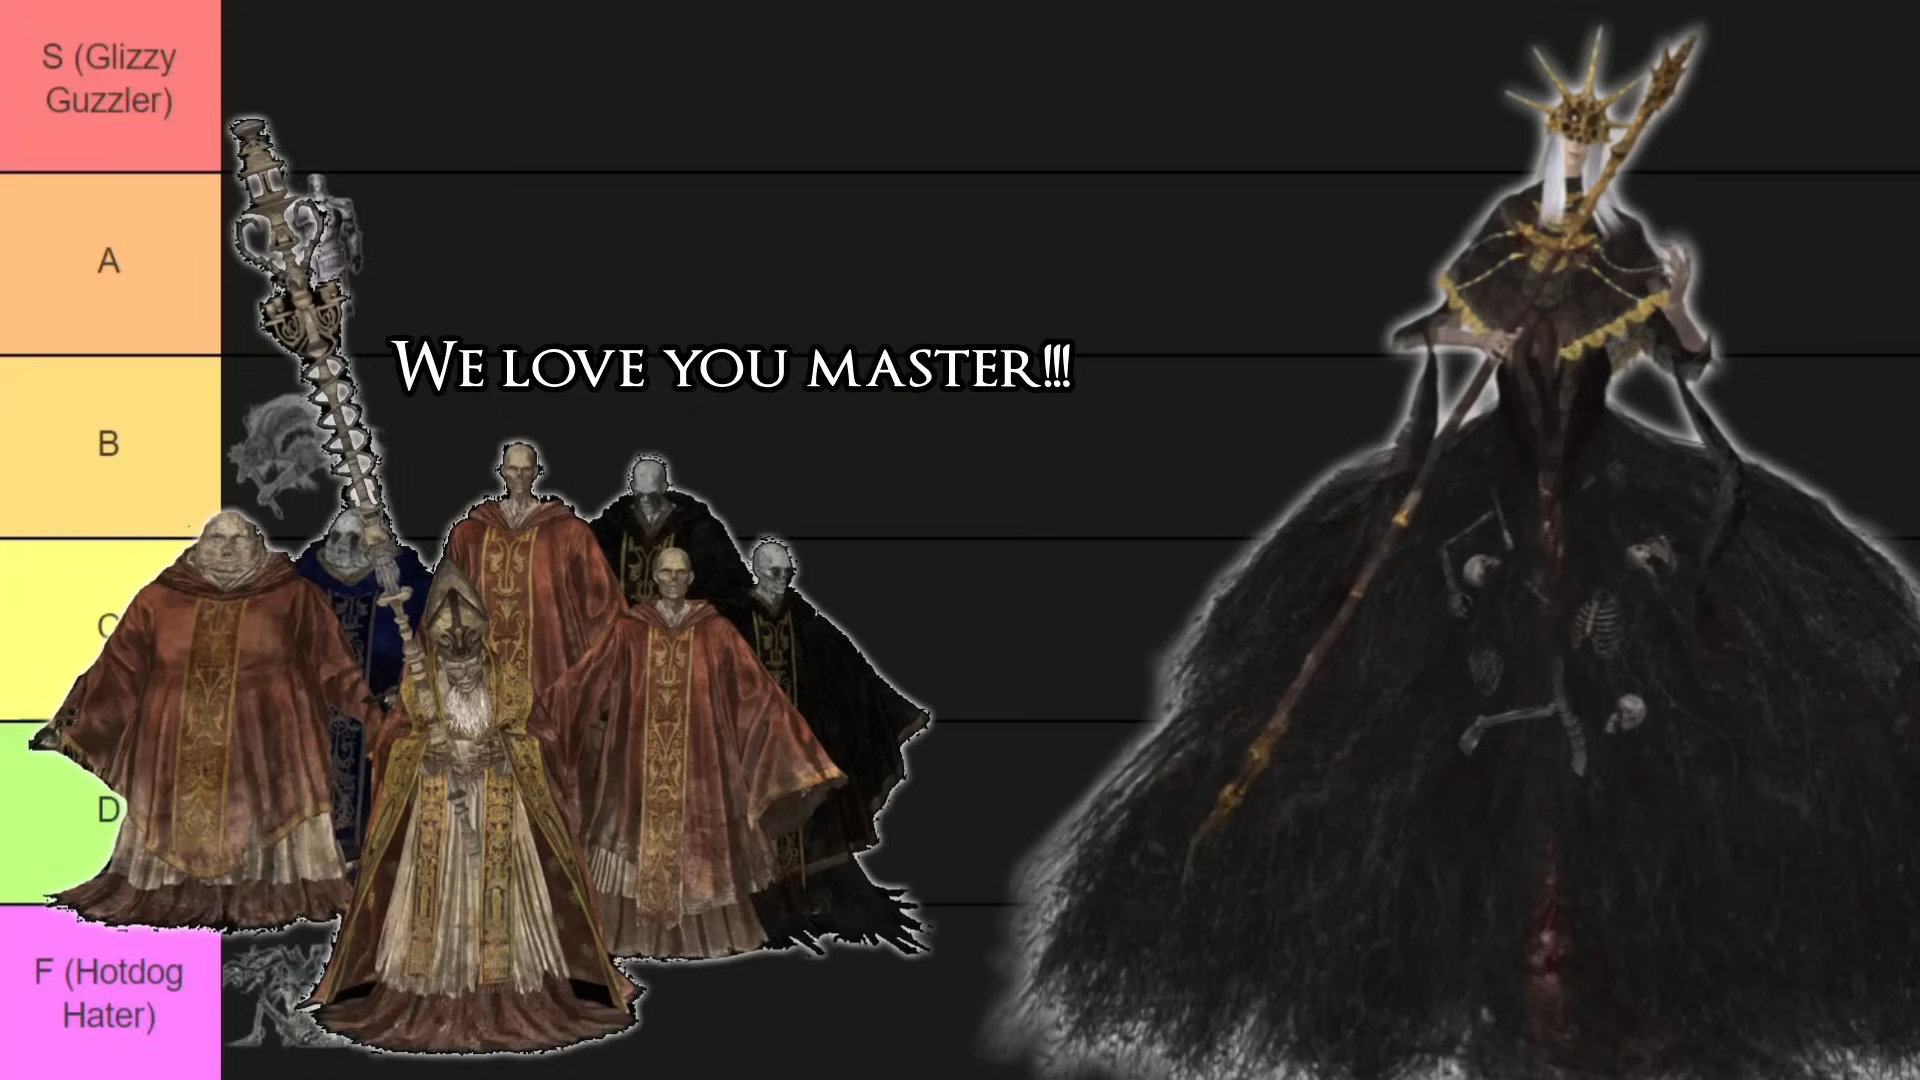 S (Glizzy
Guzzler)
A
We love you master!!!
B
C
D
F (Hotdog
Hater)